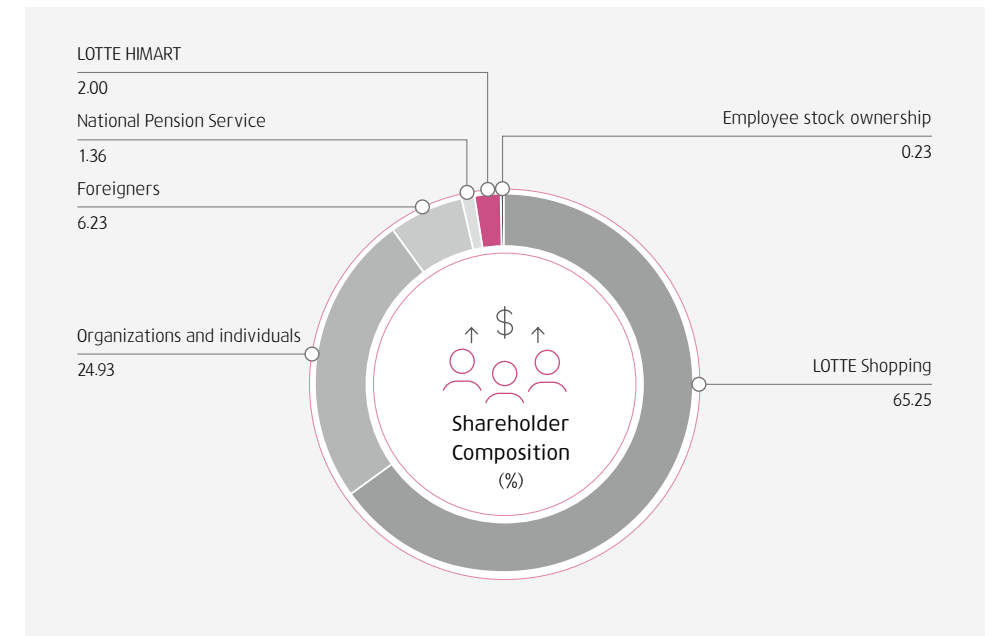 LOTTE HIMART
2.00
National Pension Service
1.36
Foreigners
6.23
Organizations and individuals
24.93
Employee stock ownership
0.23
LOTTE Shopping
65.25
$
Shareholder
Composition
(%)